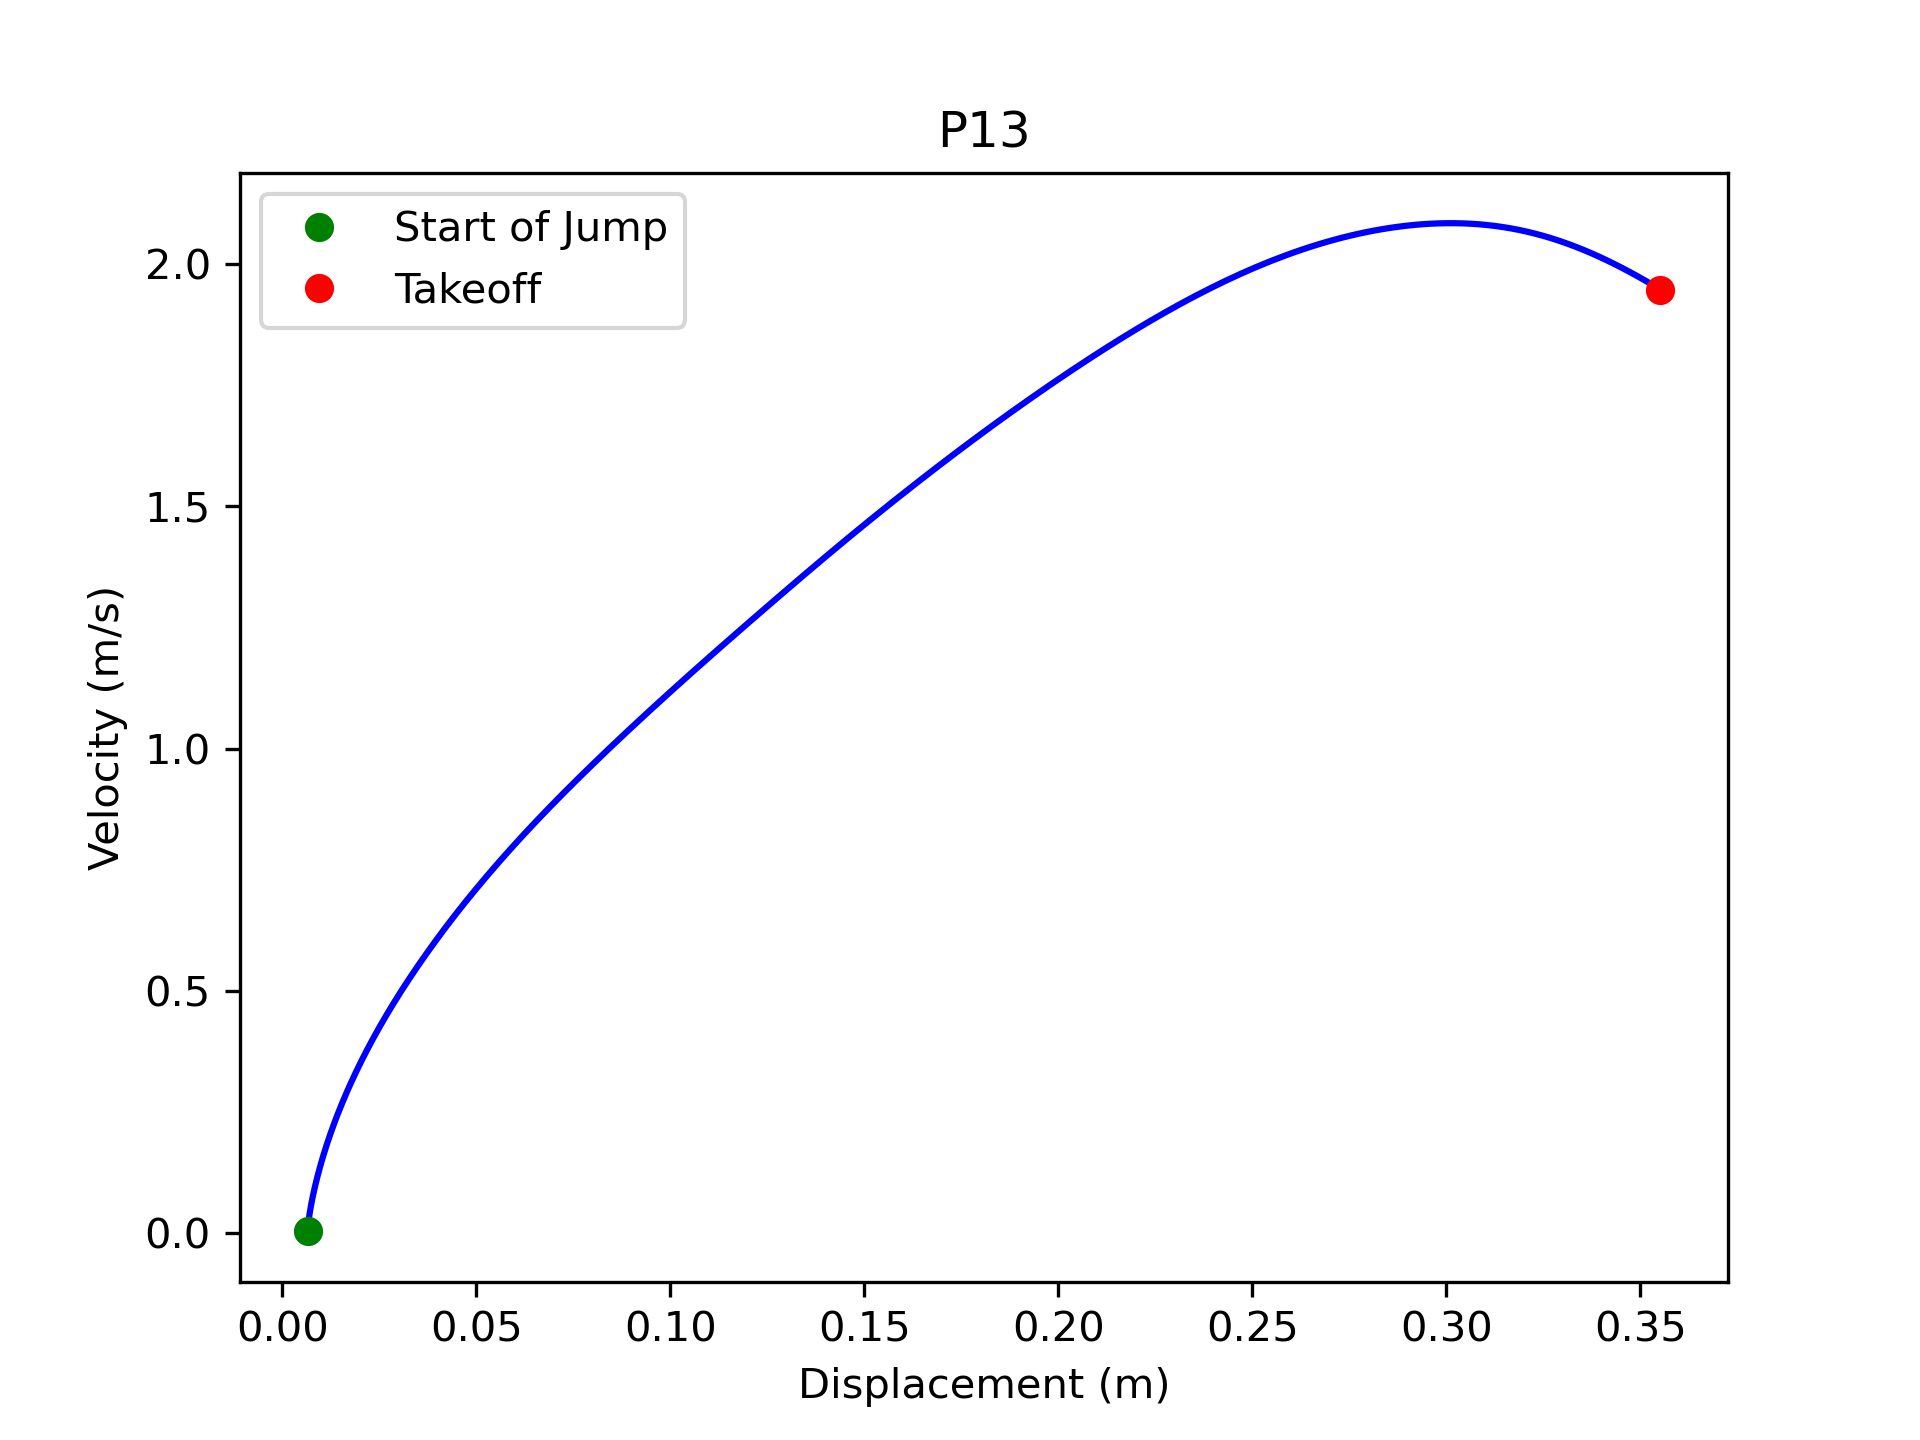 P13
Start of Jump
Takeoff
Velocity (m/s)
2.0
1.5
1.0
0.5
0.0
0.00 0.05 0.10 0.15 0.20 0.25 0.30 0.35
Displacement (m)